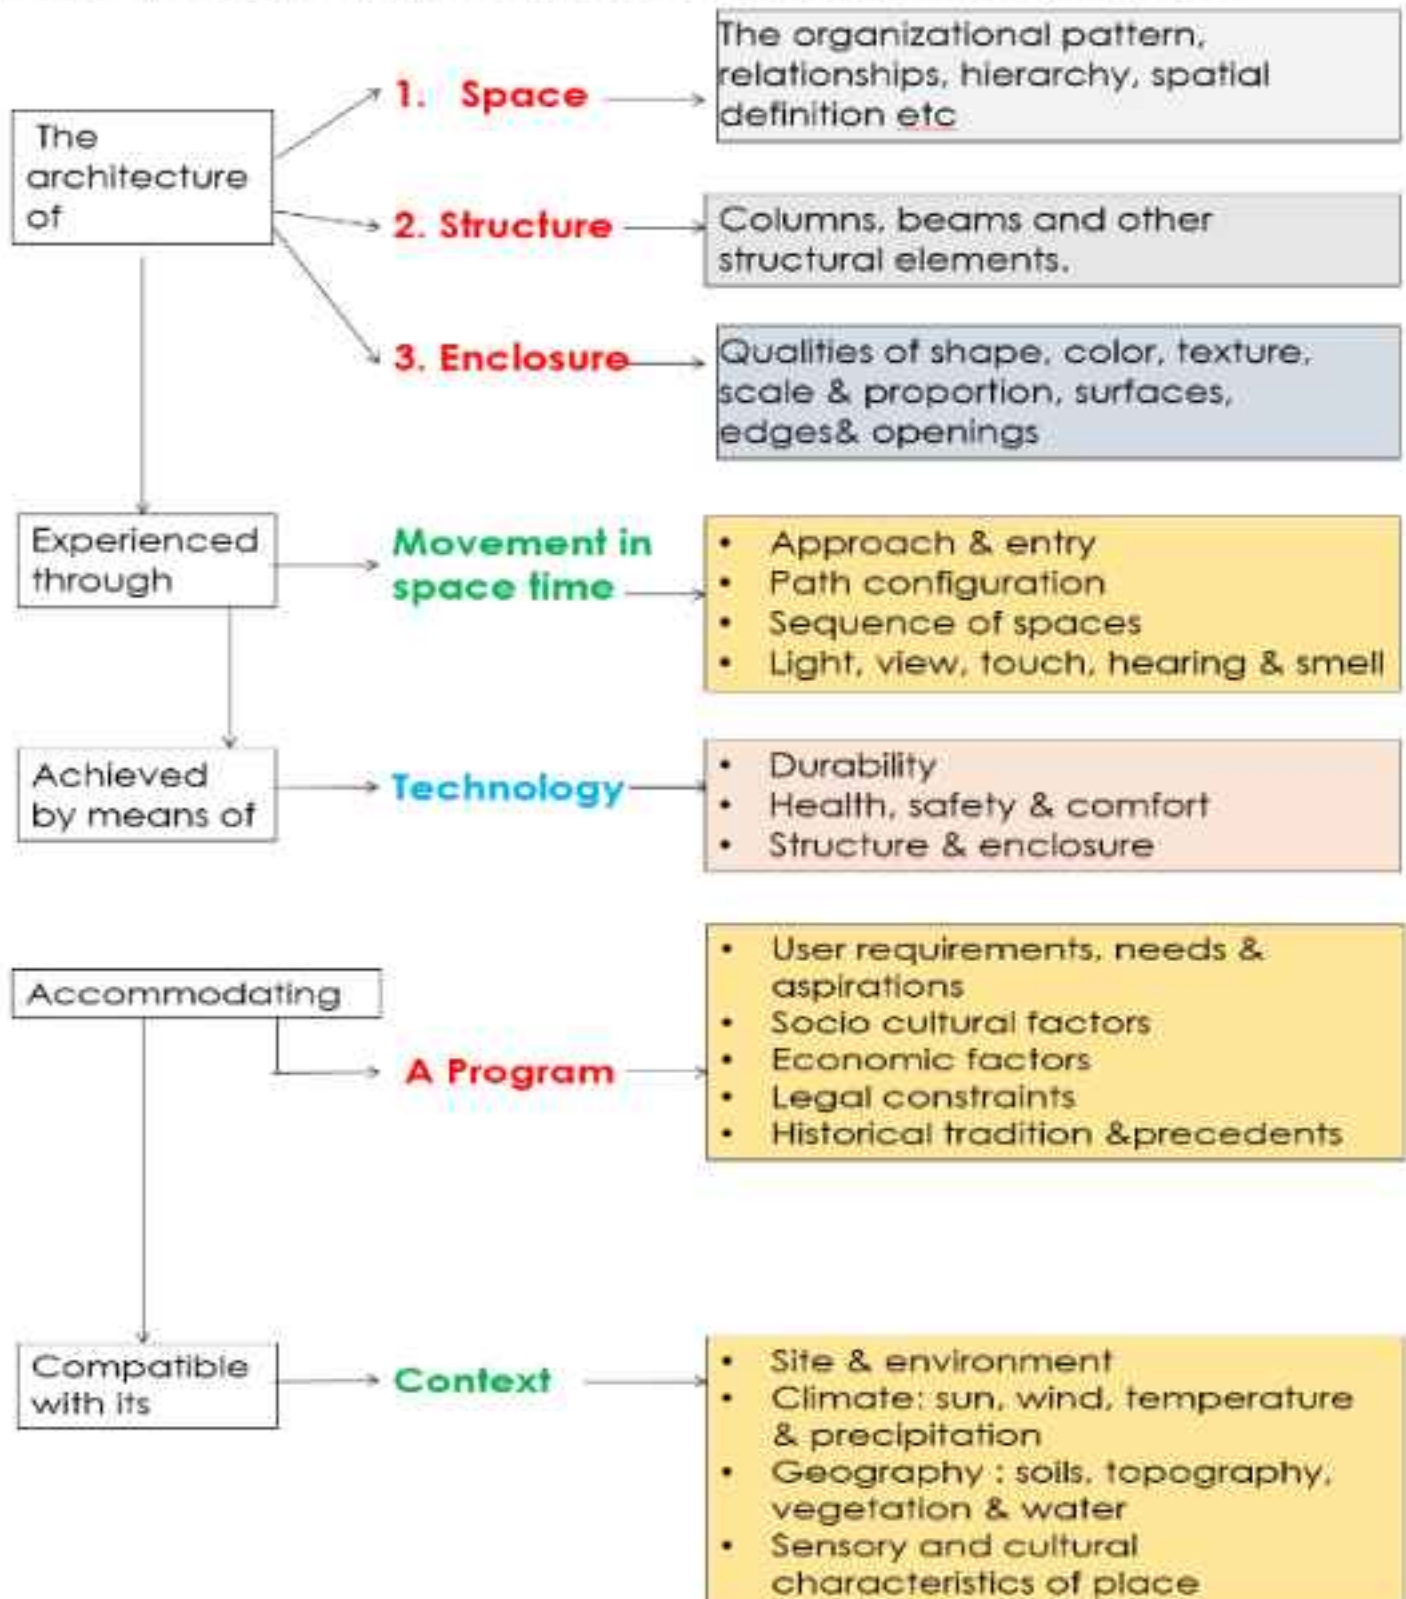 The
architecture
of
1. Space
The organizational pattern,
relationships, hierarchy, spatial
definition etc
2. Structure
Columns, beams and other
structural elements.
3. Enclosure
Qualities of shape, color, texture,
scale & proportion, surfaces,
edges& openings
Experienced
through
Movement in
space time
• Approach & entry
• Path configuration
• Sequence of spaces
• Light, view, touch, hearing & smell
Achieved
by means of
Technology
• Durability
• Health, safety & comfort
• Structure & enclosure
Accommodating
A Program
• User requirements, needs &
aspirations
• Socio cultural factors
• Economic factors
• Legal constraints
• Historical tradition &precedents
Compatible
with its
Context
• Site & environment
• Climate: sun, wind, temperature
& precipitation
• Geography : soils, topography,
vegetation & water
• Sensory and cultural
characteristics of place